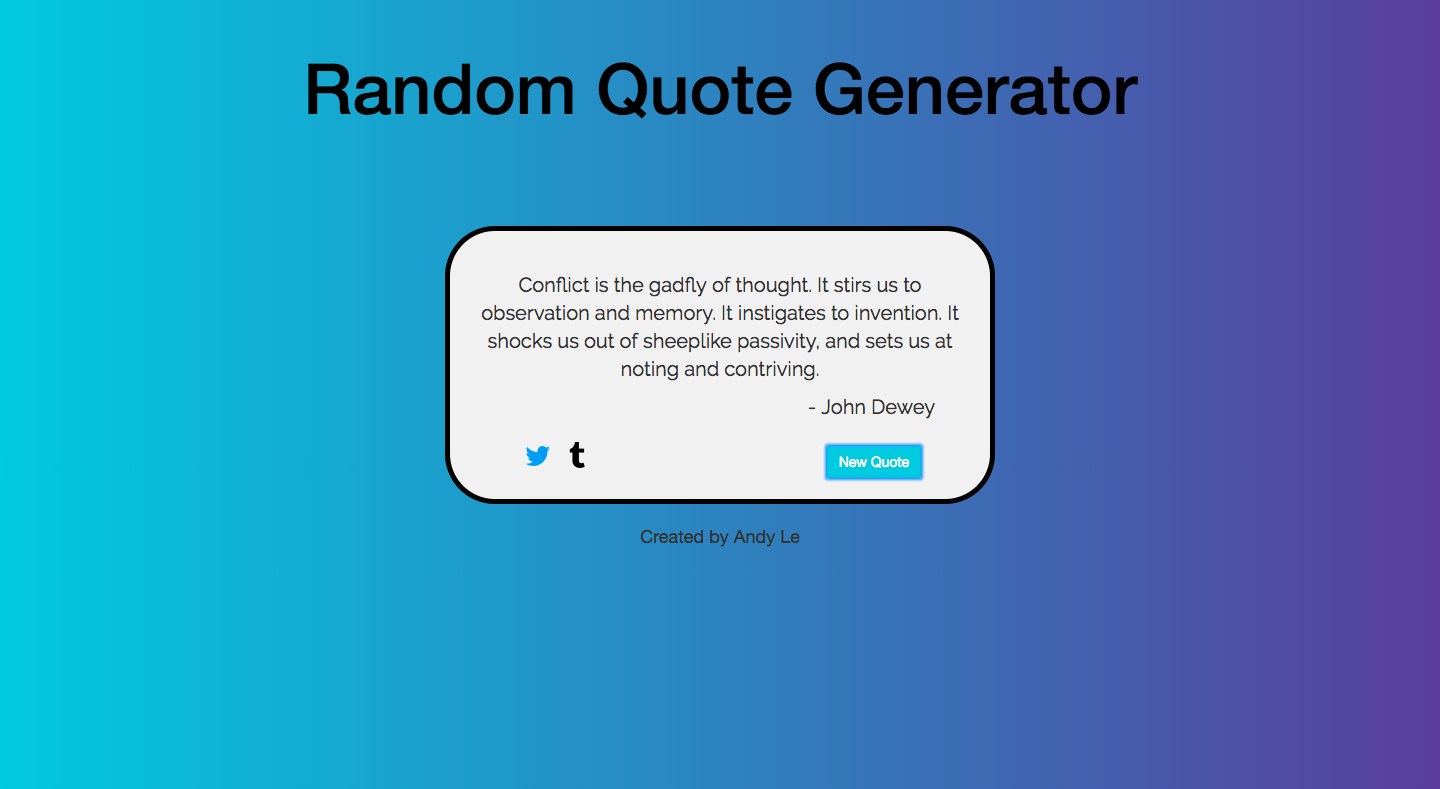 Random Quote Generator
Conflict is the gadfly of thought. It stirs us to
observation and memory. It instigates to invention. It
shocks us out of sheeplike passivity, and sets us at
noting and contriving.
- John Dewey
New Quote
Created by Andy Le